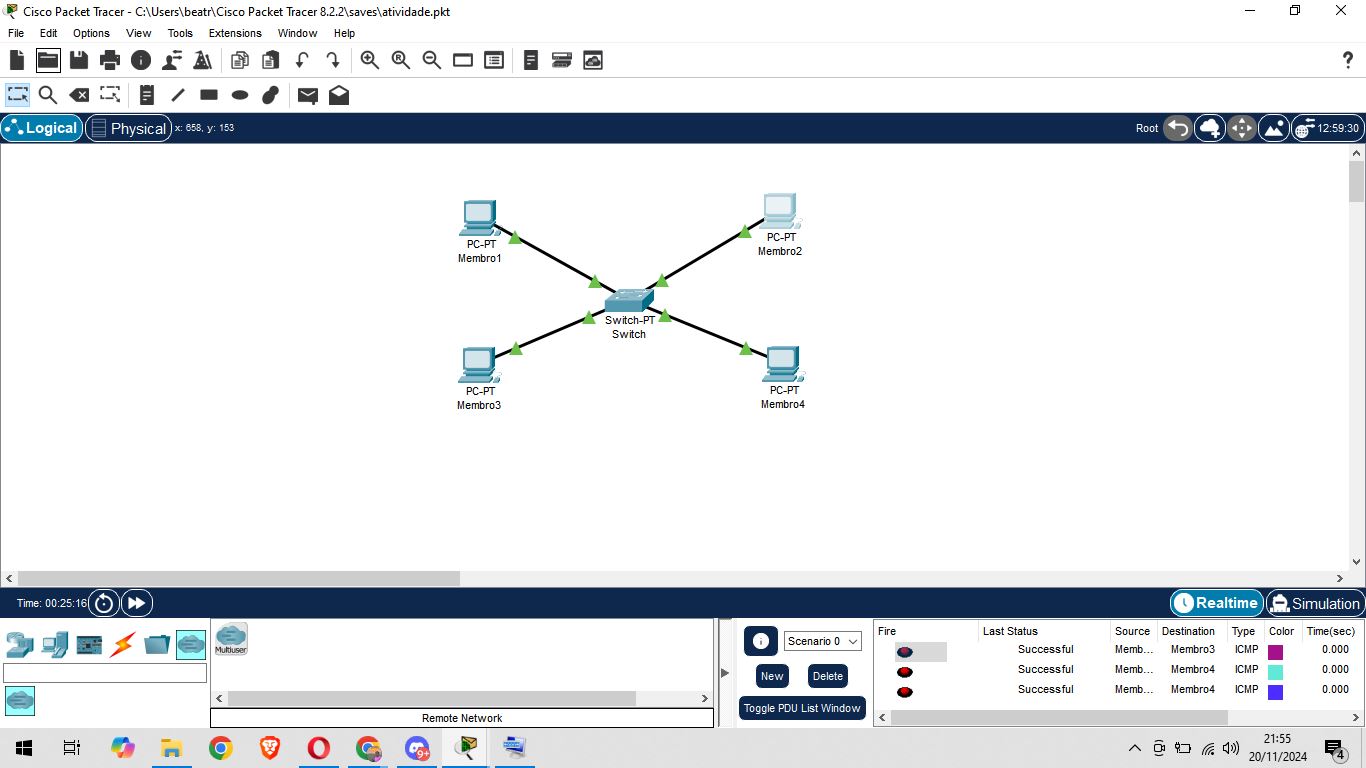 Cisco Packet Tracer - C:\Users\beatr\Cisco Packet Tracer 8.2.2\saves\atividade.pkt
File Edit Options View Tools Extensions Window Help
?
Logical Physical x: 658, y: 153 Root 12:59:30
PC-PT
Membro1
PC-PT
Membro2
Switch-PT
Switch
PC-PT
Membro3
PC-PT
Membro4
Time: 00:25:16 Realtime Simulation
Multiuser
Remote Network
Scenario 0
New Delete
Toggle PDU List Window
Fire Last Status Source Destination Type Color Time(sec)
Successful Memb... Membro3 ICMP 0.000
Successful Memb... Membro4 ICMP 0.000
Successful Memb... Membro4 ICMP 0.000
9+
21:55
20/11/2024
4